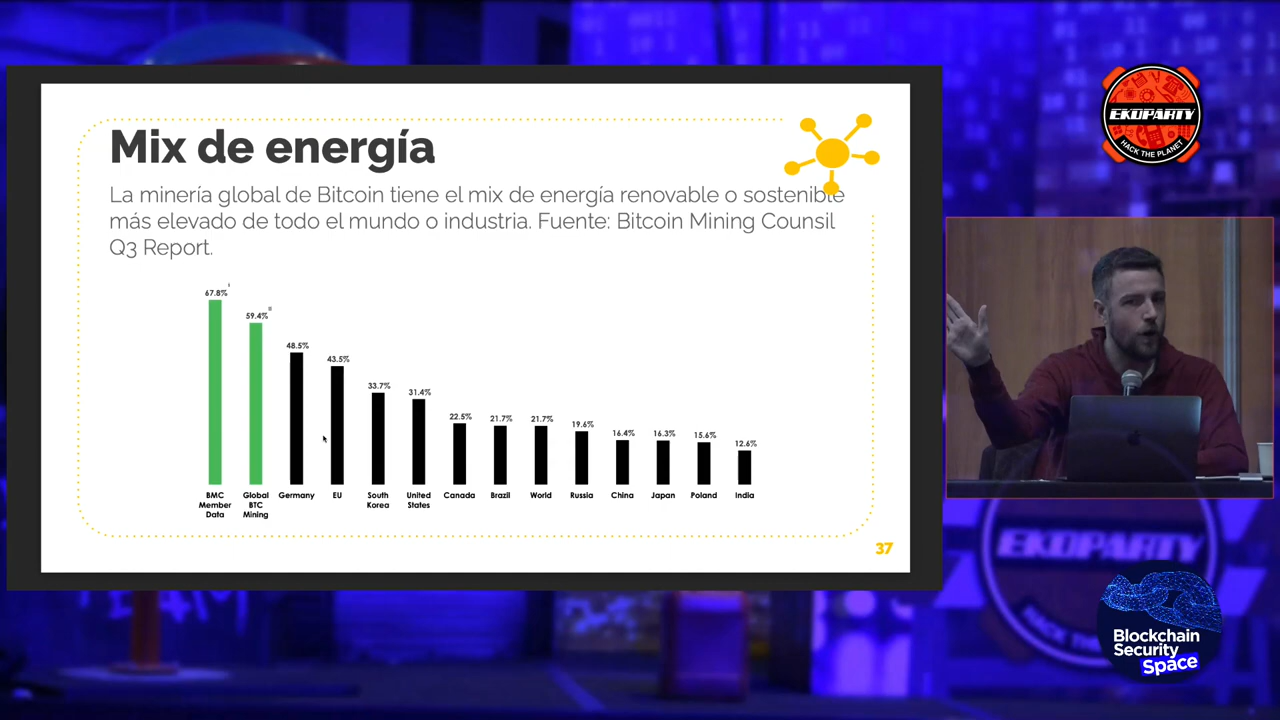 Mix de energía
La minería global de Bitcoin tiene el mix de energía renovable o sostenible
más elevado de todo el mundo o industria. Fuente: Bitcoin Mining Counsil
Q3 Report.
67.8%
59.4%
48.5%
43.5%
33.7%
31.4%
22.5%
21.7%
21.7%
19.6%
16.4%
16.3%
15.6%
12.6%
BMC
Member
Data
Global
BTC
Mining
Germany
EU
South
Korea
United
States
Canada
Brazil
World
Russia
China
Japan
Poland
India
37
EKOPARTY
HACK THE PLANET
EKOPARTY
Blockchain
Security
Space